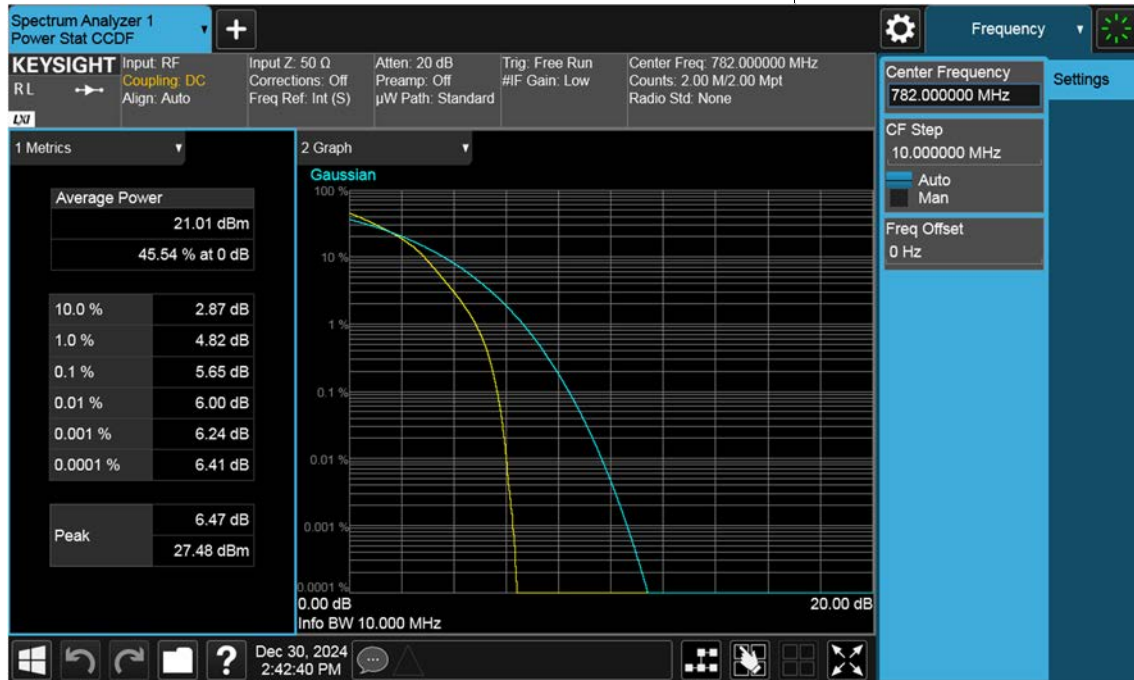 Spectrum Analyzer 1
Power Stat CCDF
+
Frequency
KEYSIGHT
RL
LXI
Input: RF
Coupling: DC
Align: Auto
Input Z: 50 Ω
Corrections: Off
Freq Ref: Int (S)
Atten: 20 dB
Preamp: Off
µW Path: Standard
Trig: Free Run
#IF Gain: Low
Center Freq: 782.000000 MHz
Counts: 2.00 M/2.00 Mpt
Radio Std: None
Center Frequency
782.000000 MHz
Settings
CF Step
10.000000 MHz
Auto
Man
Freq Offset
0 Hz
1 Metrics
Average Power
21.01 dBm
45.54 % at 0 dB
10.0 % 2.87 dB
1.0 % 4.82 dB
0.1 % 5.65 dB
0.01 % 6.00 dB
0.001 % 6.24 dB
0.0001 % 6.41 dB
Peak
6.47 dB
27.48 dBm
2 Graph
Gaussian
100 %
10 %
1 %
0.1 %
0.01 %
0.001 %
0.0001 %
0.00 dB 20.00 dB
Info BW 10.000 MHz
?
Dec 30, 2024
2:42:40 PM